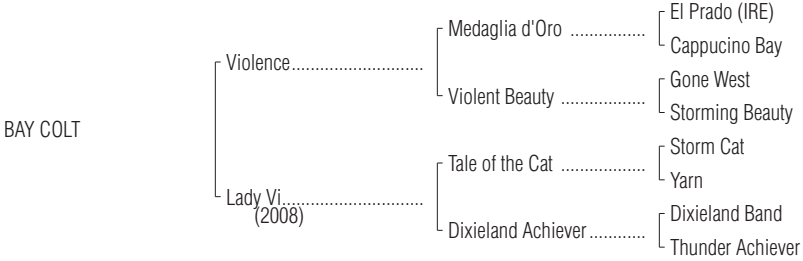 El Prado (IRE)
Medaglia d'Oro ................
Cappucino Bay
Violence............................
Gone West
Violent Beauty ..................
Storming Beauty
BAY COLT
Storm Cat
Tale of the Cat ..................
Yarn
Lady Vi..............................
(2008)
Dixieland Band
Dixieland Achiever............
Thunder Achiever